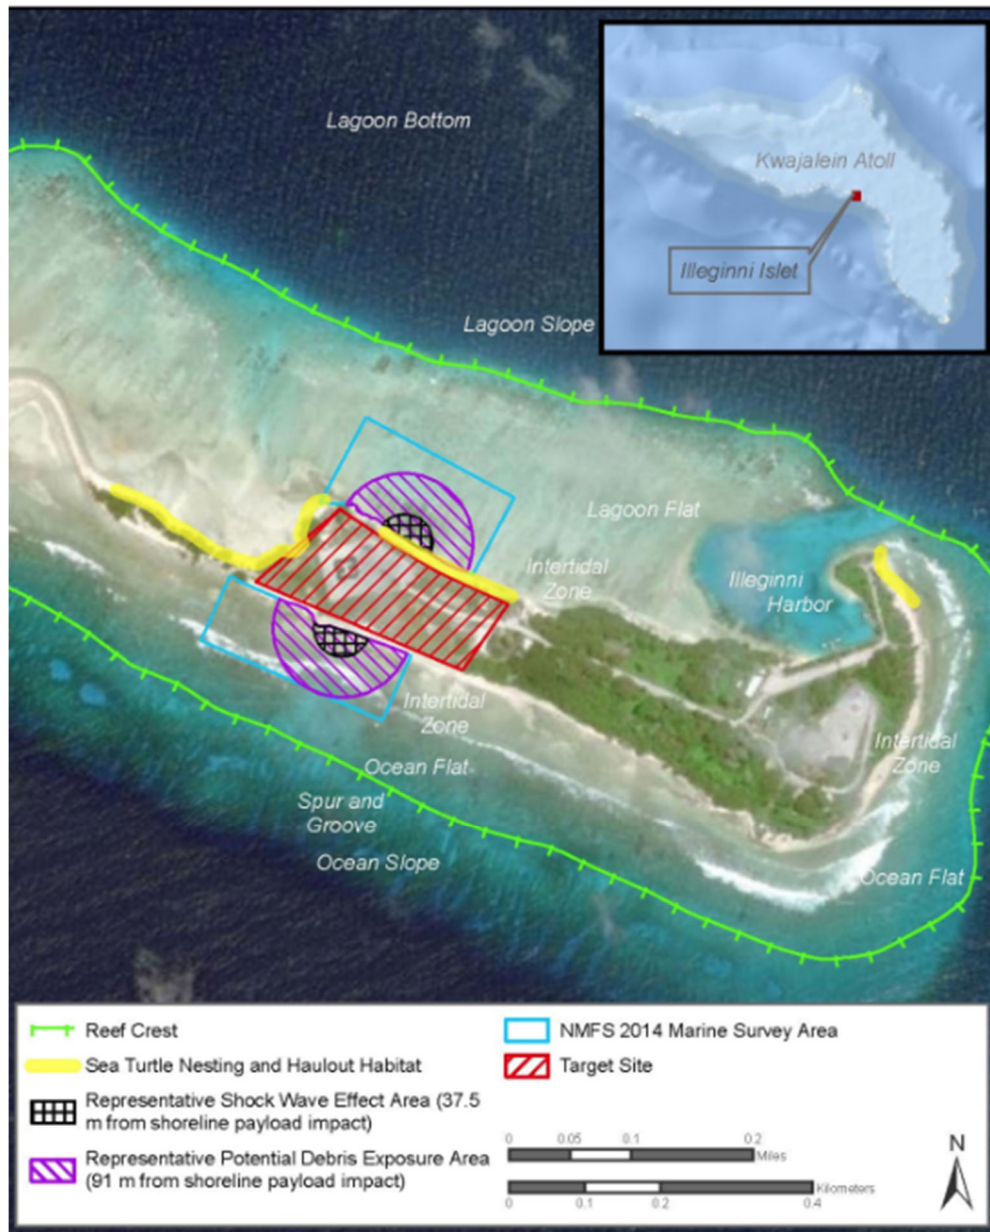 Lagoon Bottom
Kwajalein Atoll
Illeginni Islet
Lagoon Slope
Lagoon Flat
Intertidal
Zone
Illeginni
Harbor
Intertidal
Zone
Intertidal
Zone
Ocean Flat
Spur and
Groove
Ocean Slope
Ocean Flat
Reef Crest
Sea Turtle Nesting and Haulout Habitat
Representative Shock Wave Effect Area (37.5
m from shoreline payload impact)
Representative Potential Debris Exposure Area
(91 m from shoreline payload impact)
NMFS 2014 Marine Survey Area
Target Site
0 0.05 0.1 0.2
Miles
Kilometers
0 0.1 0.2 0.4
N